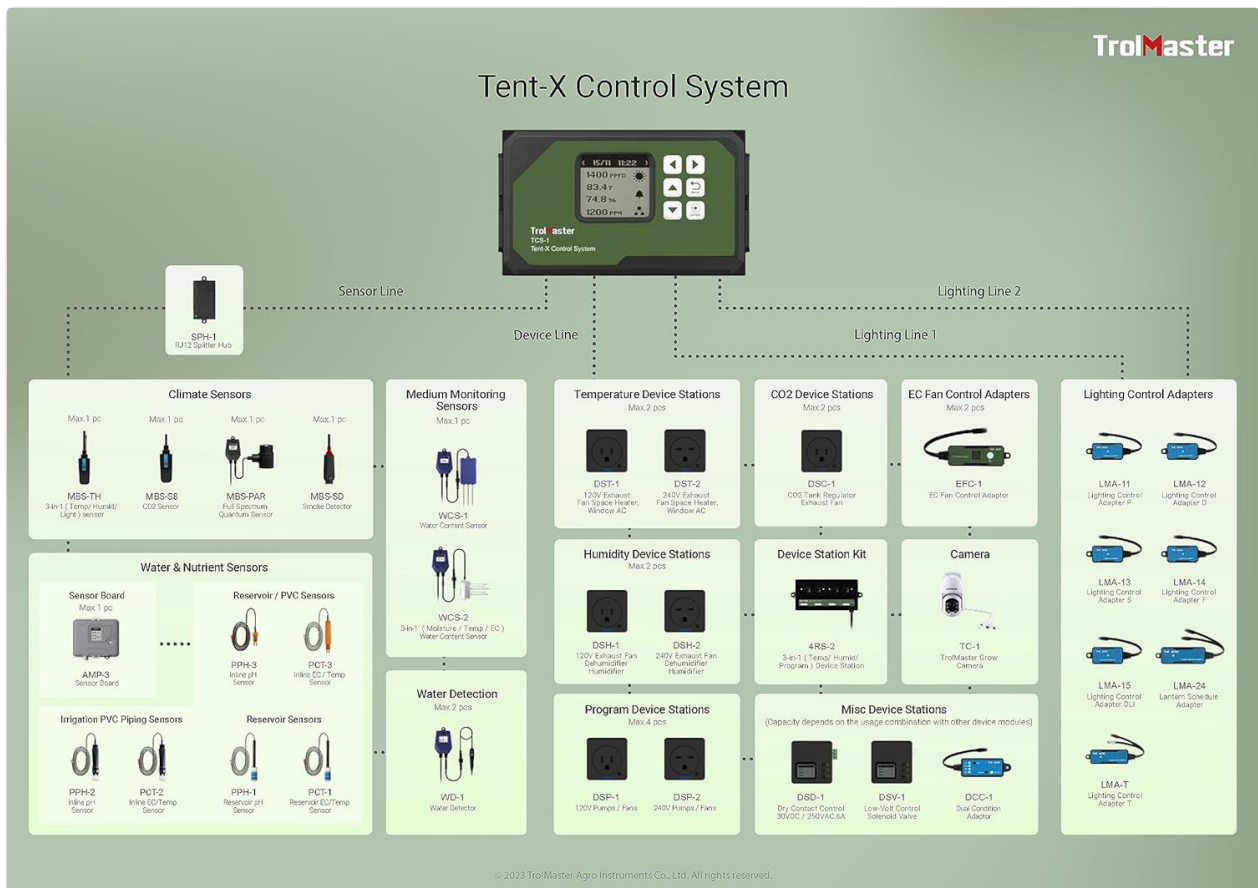 TrolMaster
Tent-X Control System
15/11 11:22
1400 PPFD
83.4 F
74.8 %
1200 PPM
TrolMaster
TCS-1
Tent-X Control System
Sensor Line
Device Line
Lighting Line 1
Lighting Line 2
SPH-1
RJ12 Splitter Hub
Climate Sensors
Max.1 pc
MBS-TH
3-in-1 ( Temp/ Humid/
Light ) sensor
Max.1 pc
MBS-S8
CO2 Sensor
Max.1 pc
MBS-PAR
Full Spectrum
Quantum Sensor
Max.1 pc
MBS-SD
Smoke Detector
Water & Nutrient Sensors
Sensor Board
Max.1 pc
AMP-3
Sensor Board
Reservoir / PVC Sensors
PPH-3
Inline pH
Sensor
PCT-3
Inline EC / Temp
Sensor
Irrigation PVC Piping Sensors
PPH-2
Inline pH
Sensor
PCT-2
Inline EC/Temp
Sensor
Reservoir Sensors
PPH-1
Reservoir pH
Sensor
PCT-1
Reservoir EC/Temp
Sensor
Medium Monitoring
Sensors
Max.1 pc
WCS-1
Water Content Sensor
WCS-2
3-in-1 ( Moisture / Temp / EC )
Water Content Sensor
Water Detection
Max.2 pcs
WD-1
Water Detector
Temperature Device Stations
Max.2 pcs
DST-1
120V Exhaust
Fan Space Heater,
Window AC
DST-2
240V Exhaust
Fan Space Heater,
Window AC
Humidity Device Stations
Max.2 pcs
DSH-1
120V Exhaust Fan
Dehumidifier
Humidifier
DSH-2
240V Exhaust Fan
Dehumidifier
Humidifier
Program Device Stations
Max.4 pcs
DSP-1
120V Pumps / Fans
DSP-2
240V Pumps / Fans
CO2 Device Stations
Max.2 pcs
DSC-1
CO2 Tank Regulator
Exhaust Fan
Device Station Kit
4RS-2
3-in-1 ( Temp/ Humid/
Program ) Device Station
EC Fan Control Adapters
Max.2 pcs
EFC-1
EC Fan Control Adapter
Camera
TC-1
TrolMaster Grow
Camera
Misc Device Stations
(Capacity depends on the usage combination with other device modules)
DSD-1
Dry Contact Control
30VDC / 250VAC.6A
DSV-1
Low-Volt Control
Solenoid Valve
DCC-1
Dual Condition
Adaptor
Lighting Control Adapters
LMA-11
Lighting Control
Adapter P
LMA-12
Lighting Control
Adapter D
LMA-13
Lighting Control
Adapter S
LMA-14
Lighting Control
Adapter F
LMA-15
Lighting Control
Adapter DLI
LMA-24
Lantern Schedule
Adapter
LMA-T
Lighting Control
Adapter T
© 2023 TrolMaster Agro Instruments Co., Ltd. All rights reserved.